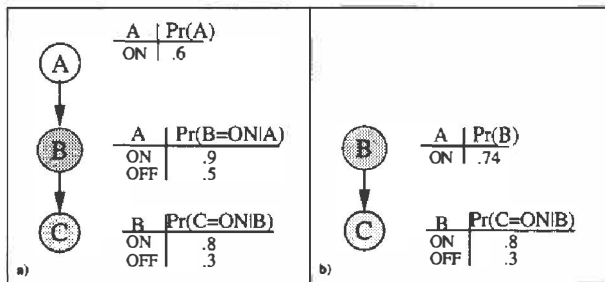 A Pr(A)
ON .6
A
A Pr(B=ON|A)
ON .9
OFF .5
B
B Pr(C=ON|B)
ON .8
OFF .3
C
a)
A Pr(B)
ON .74
B
B Pr(C=ON|B)
ON .8
OFF .3
C
b)